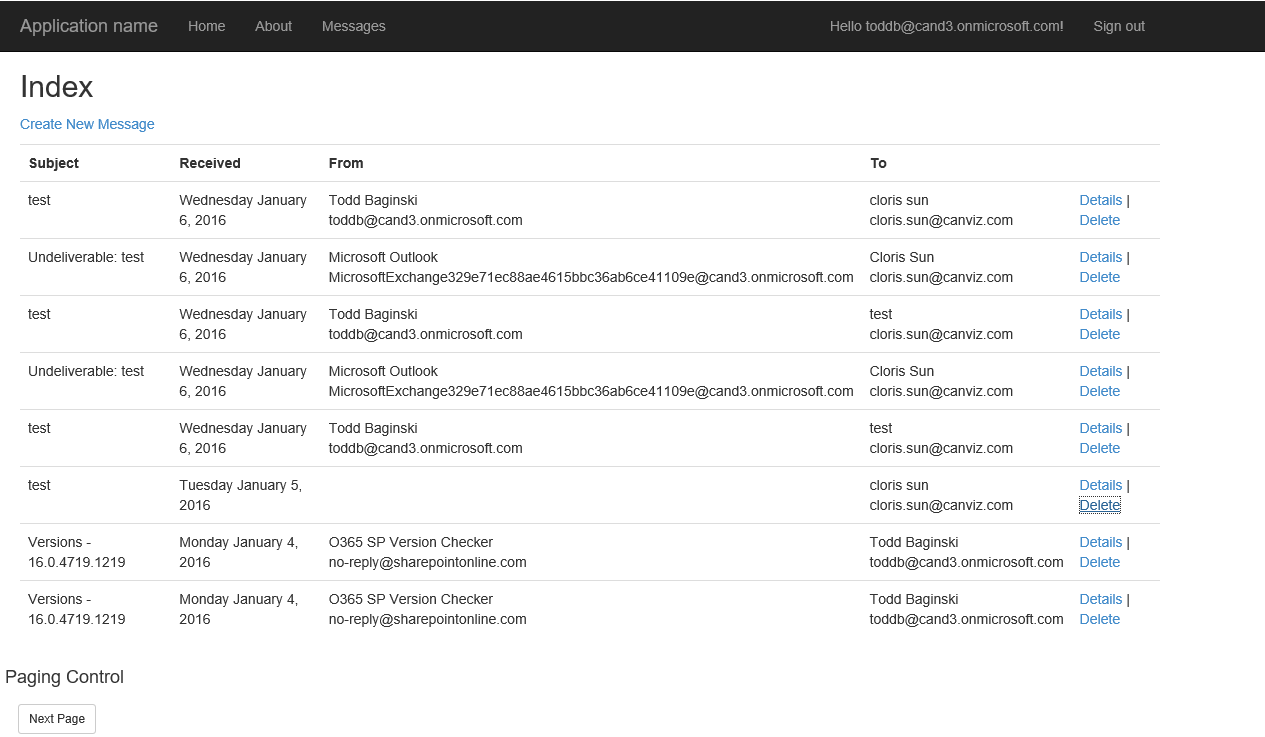 Application name Home About Messages Hello toddb@cand3.onmicrosoft.com! Sign out
Index
Create New Message
Subject Received From To
test Wednesday January Todd Baginski cloris sun Details |
6, 2016 toddb@cand3.onmicrosoft.com cloris.sun@canviz.com Delete
Undeliverable: test Wednesday January Microsoft Outlook Cloris Sun Details |
6, 2016 MicrosoftExchange329e71ec88ae4615bbc36ab6ce41109e@cand3.onmicrosoft.com cloris.sun@canviz.com Delete
test Wednesday January Todd Baginski test Details |
6, 2016 toddb@cand3.onmicrosoft.com cloris.sun@canviz.com Delete
Undeliverable: test Wednesday January Microsoft Outlook Cloris Sun Details |
6, 2016 MicrosoftExchange329e71ec88ae4615bbc36ab6ce41109e@cand3.onmicrosoft.com cloris.sun@canviz.com Delete
test Wednesday January Todd Baginski test Details |
6, 2016 toddb@cand3.onmicrosoft.com cloris.sun@canviz.com Delete
test Tuesday January 5, cloris sun Details |
2016 cloris.sun@canviz.com Delete
Versions - Monday January 4, O365 SP Version Checker Todd Baginski Details |
16.0.4719.1219 2016 no-reply@sharepointonline.com toddb@cand3.onmicrosoft.com Delete
Versions - Monday January 4, O365 SP Version Checker Todd Baginski Details |
16.0.4719.1219 2016 no-reply@sharepointonline.com toddb@cand3.onmicrosoft.com Delete
Paging Control
Next Page